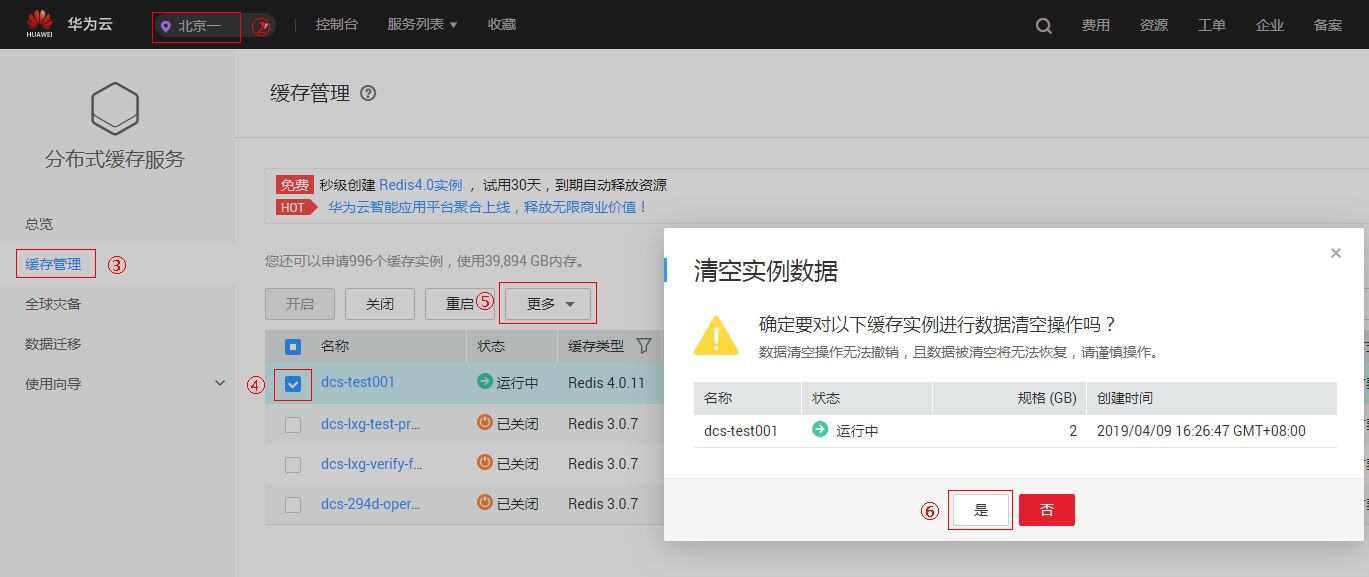 HUAWEI 华为云 北京一 ② 控制台 服务列表 收藏 费用 资源 工单 企业 备案
缓存管理
分布式缓存服务
总览
缓存管理 ③
全球灾备
数据迁移
使用向导
免费 秒级创建 Redis4.0实例 ，试用30天，到期自动释放资源
HOT 华为云智能应用平台聚合上线，释放无限商业价值！
您还可以申请996个缓存实例，使用39,894 GB内存。
开启 关闭 重启 ⑤ 更多
名称 状态 缓存类型
④ dcs-test001 运行中 Redis 4.0.11
dcs-lxg-test-pr... 已关闭 Redis 3.0.7
dcs-lxg-verify-f... 已关闭 Redis 3.0.7
dcs-294d-oper... 已关闭 Redis 3.0.7
清空实例数据
确定要对以下缓存实例进行数据清空操作吗？
数据清空操作无法撤销，且数据被清空将无法恢复，请谨慎操作。
名称 状态 规格 (GB) 创建时间
dcs-test001 运行中 2 2019/04/09 16:26:47 GMT+08:00
⑥ 是 否